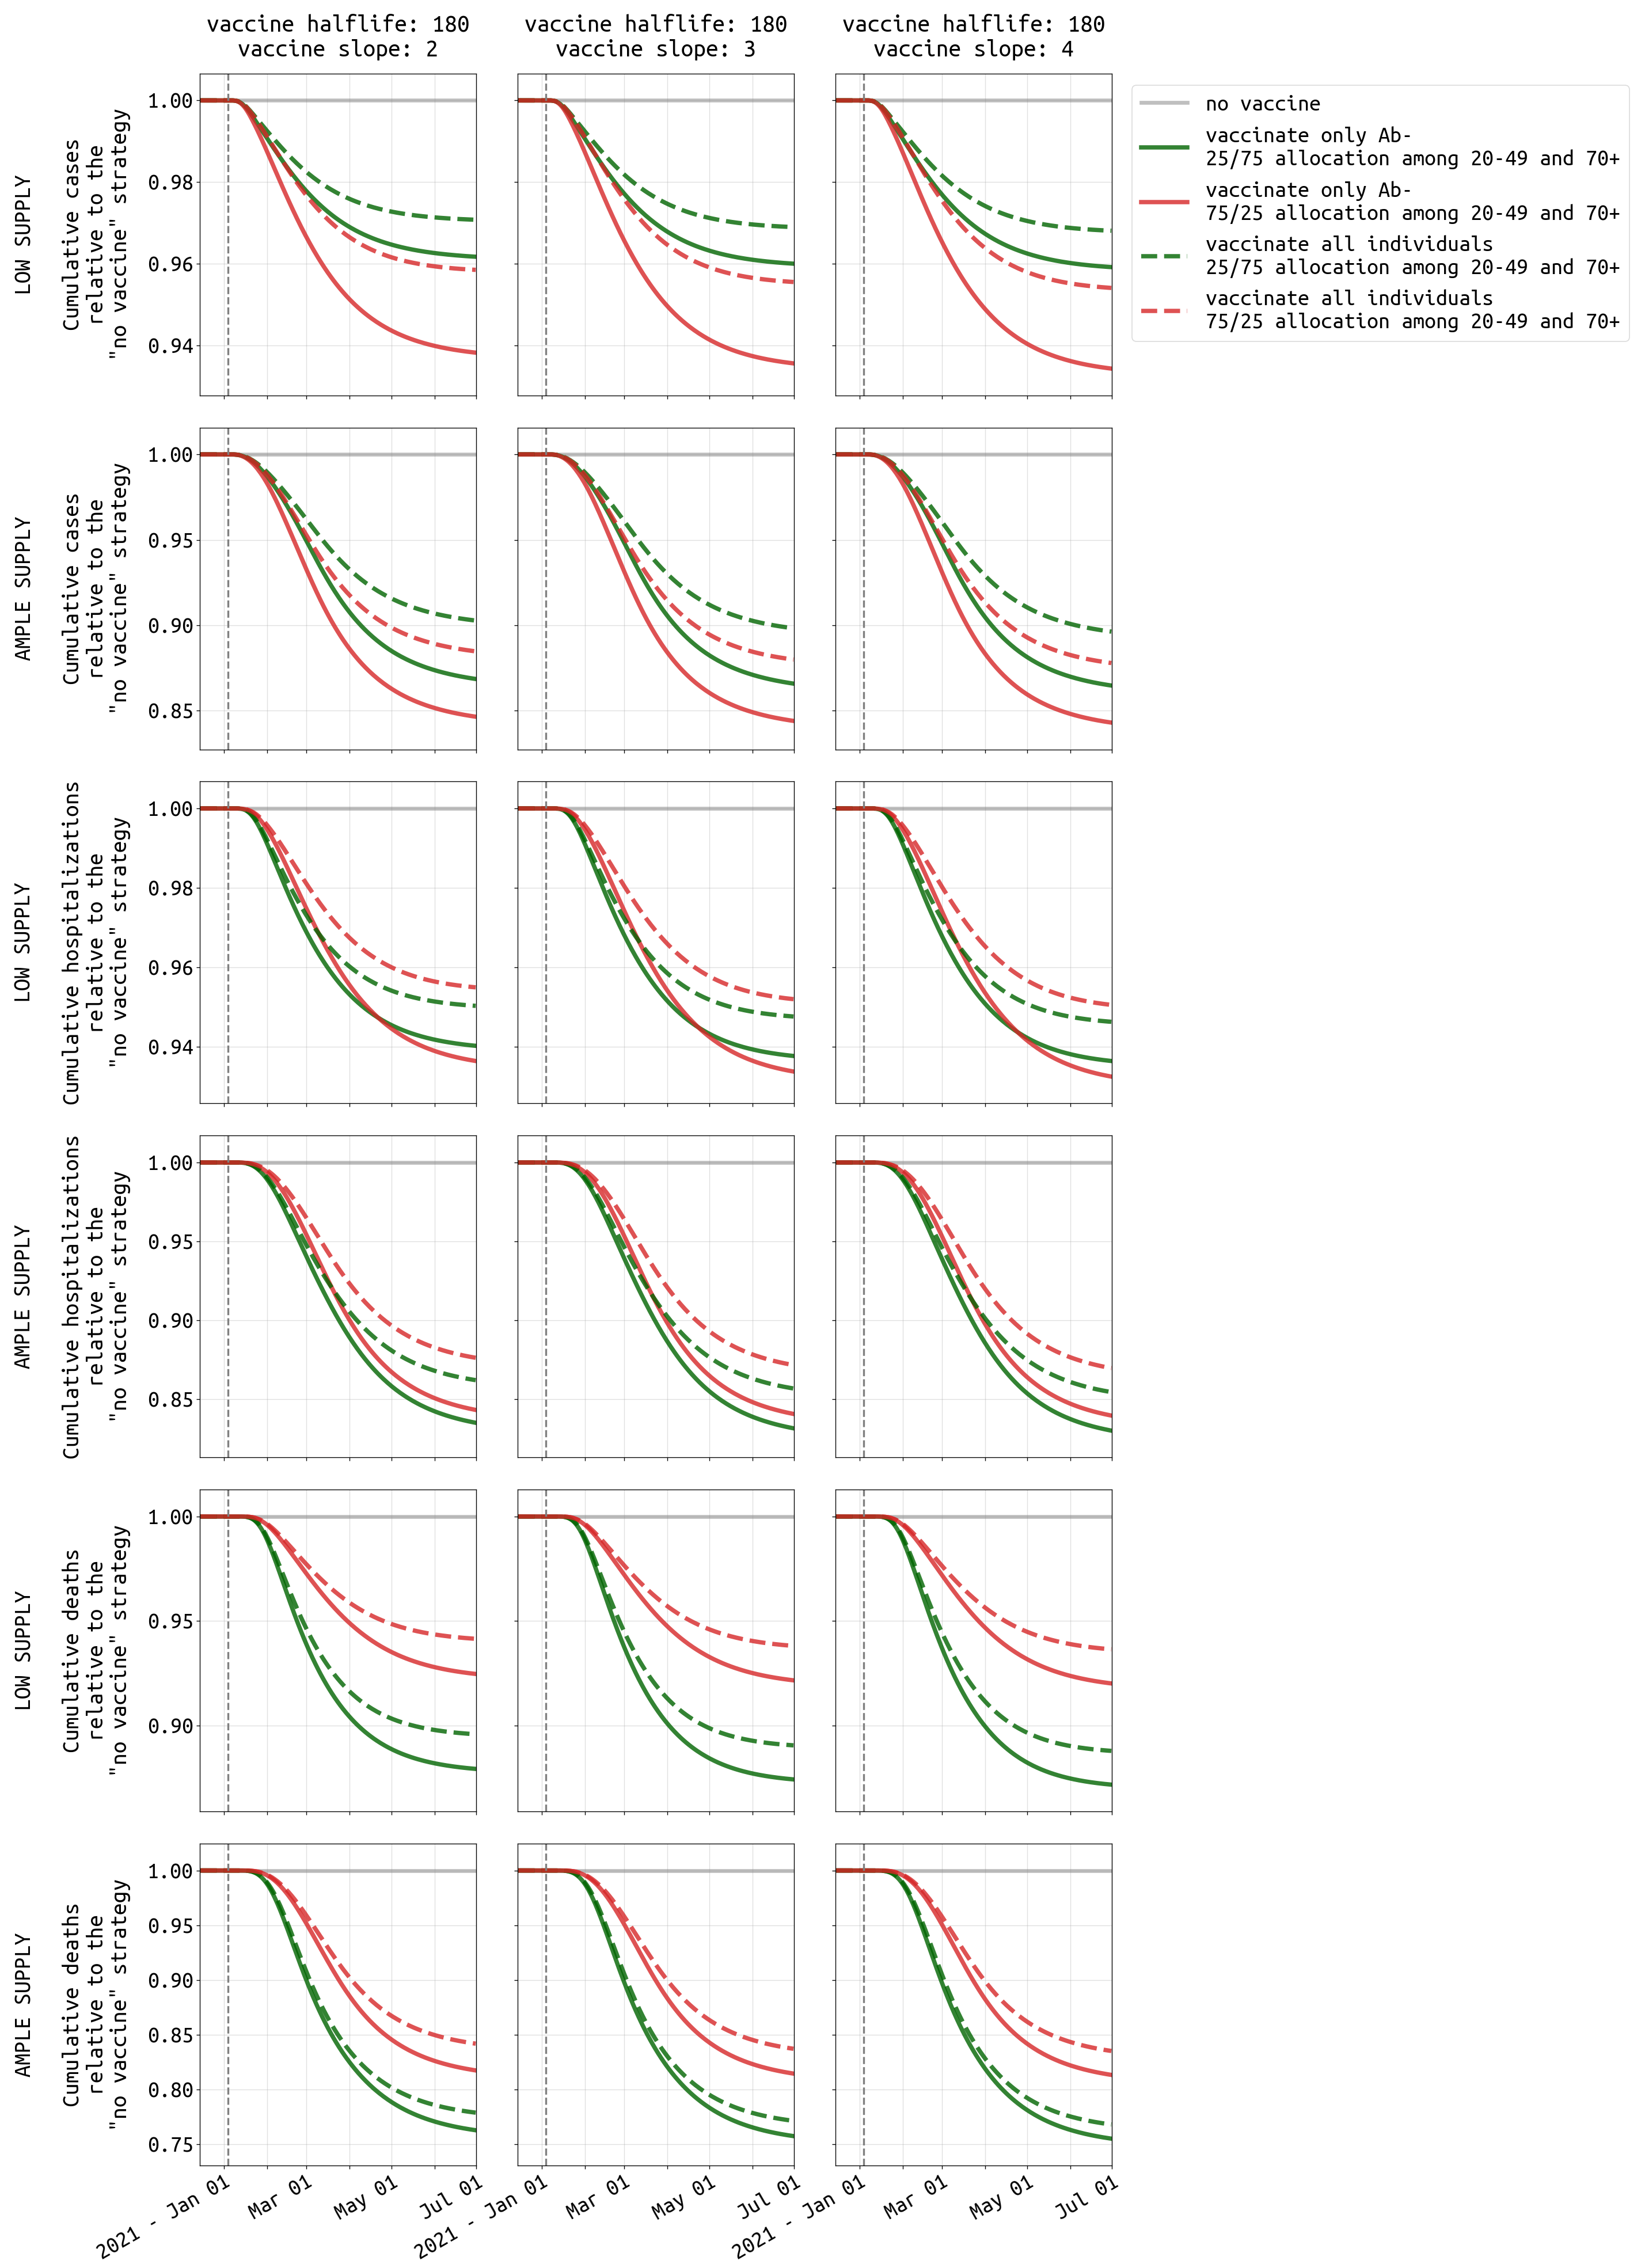 vaccine halflife: 180
vaccine slope: 2
vaccine halflife: 180
vaccine slope: 3
vaccine halflife: 180
vaccine slope: 4
no vaccine
vaccinate only Ab-
25/75 allocation among 20-49 and 70+
vaccinate only Ab-
75/25 allocation among 20-49 and 70+
vaccinate all individuals
25/75 allocation among 20-49 and 70+
vaccinate all individuals
75/25 allocation among 20-49 and 70+
LOW SUPPLY
Cumulative cases
relative to the
"no vaccine" strategy
1.00
0.98
0.96
0.94
AMPLE SUPPLY
Cumulative cases
relative to the
"no vaccine" strategy
1.00
0.95
0.90
0.85
LOW SUPPLY
Cumulative hospitalizations
relative to the
"no vaccine" strategy
1.00
0.98
0.96
0.94
AMPLE SUPPLY
Cumulative hospitalizations
relative to the
"no vaccine" strategy
1.00
0.95
0.90
0.85
LOW SUPPLY
Cumulative deaths
relative to the
"no vaccine" strategy
1.00
0.95
0.90
AMPLE SUPPLY
Cumulative deaths
relative to the
"no vaccine" strategy
1.00
0.95
0.90
0.85
0.80
0.75
2021 - Jan 01
Mar 01
May 01
Jul 01
2021 - Jan 01
Mar 01
May 01
Jul 01
2021 - Jan 01
Mar 01
May 01
Jul 01